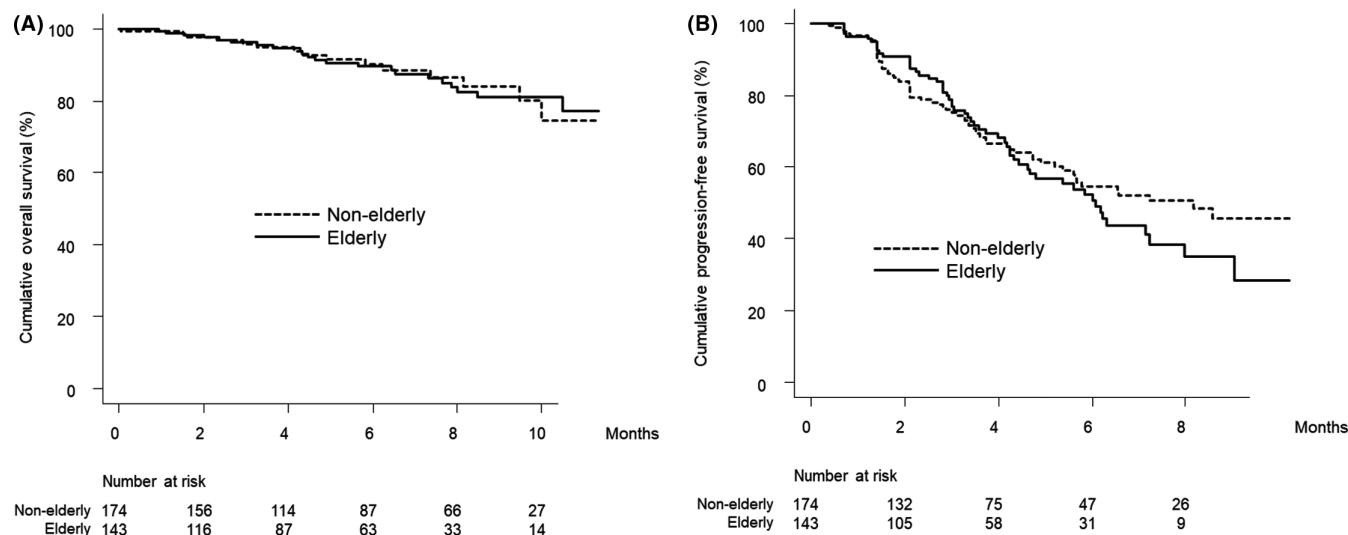 (A)
Cumulative overall survival (%)
100
80
60
40
20
0
Non-elderly
Elderly
0 2 4 6 8 10 Months
Number at risk
Non-elderly 174 156 114 87 66 27
Elderly 143 116 87 63 33 14
(B)
Cumulative progression-free survival (%)
100
80
60
40
20
0
Non-elderly
Elderly
0 2 4 6 8 Months
Number at risk
Non-elderly 174 132 75 47 26
Elderly 143 105 58 31 9